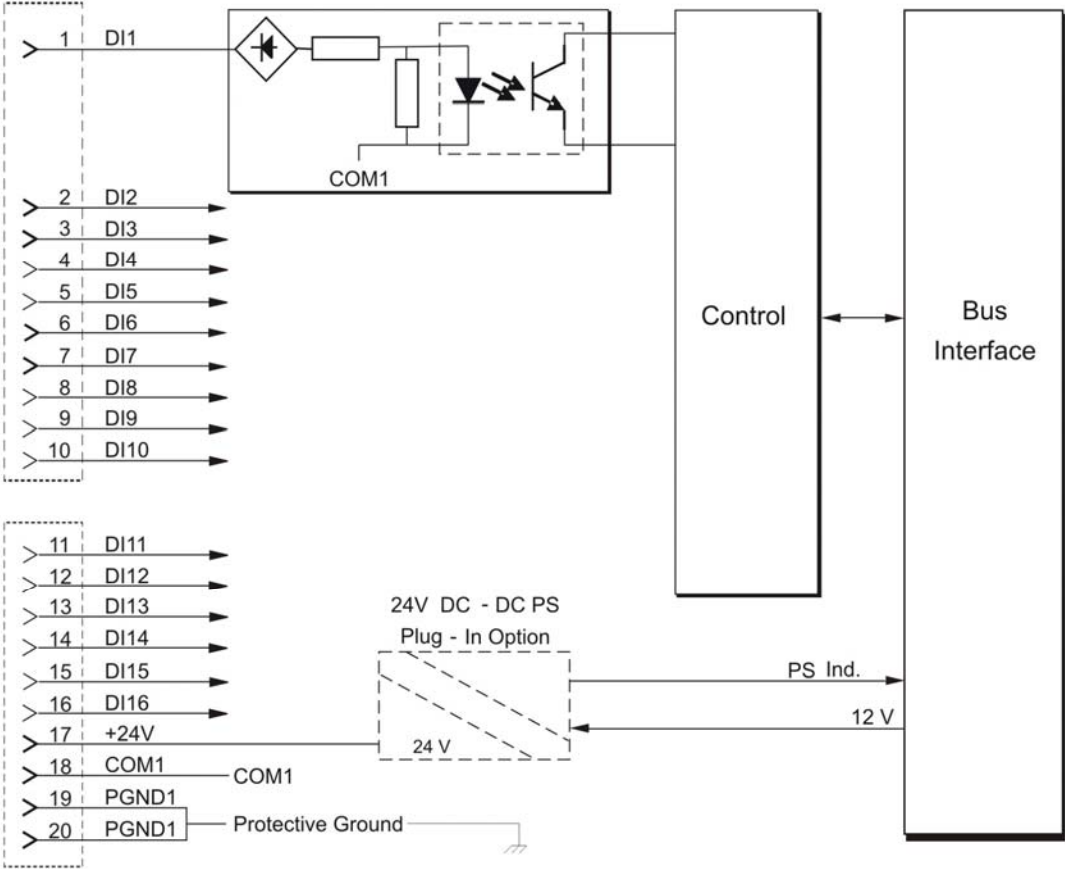 1 DI1
COM1
2 DI2
3 DI3
4 DI4
5 DI5
6 DI6
7 DI7
8 DI8
9 DI9
10 DI10
Control
Bus
Interface
11 DI11
12 DI12
13 DI13
14 DI14
15 DI15
16 DI16
17 +24V
18 COM1 COM1
19 PGND1
20 PGND1
Protective Ground
24V DC - DC PS
Plug - In Option
24 V
PS Ind.
12 V